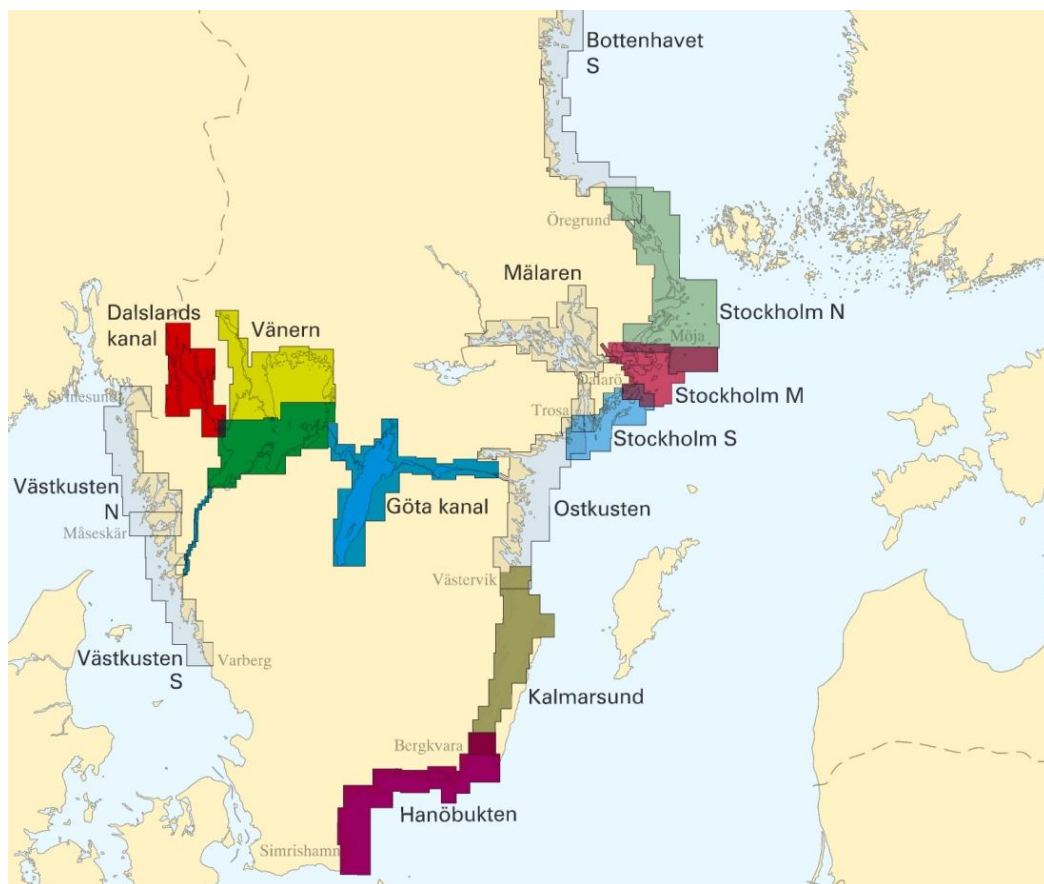 Bottenhavet
S
Öregrund
Mälaren
Dalslands
kanal
Vänern
Stockholm N
Möja
Svinesund
Dalarö
Stockholm M
Trosa
Stockholm S
Västkusten
N
Göta kanal
Ostkusten
Måseskär
Västervik
Västkusten
S
Varberg
Kalmarsund
Bergkvara
Hanöbukten
Simrishamn